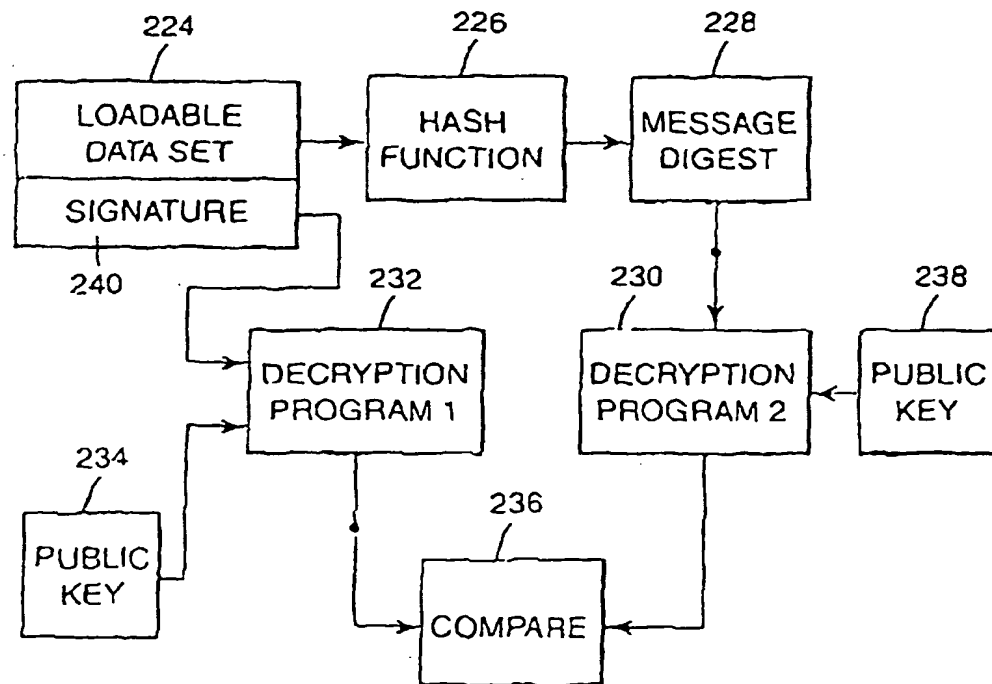 224
226
228
LOADABLE
DATA SET
HASH
FUNCTION
MESSAGE
DIGEST
SIGNATURE
240
232
230
238
DECRYPTION
PROGRAM 1
DECRYPTION
PROGRAM 2
PUBLIC
KEY
234
236
PUBLIC
KEY
COMPARE